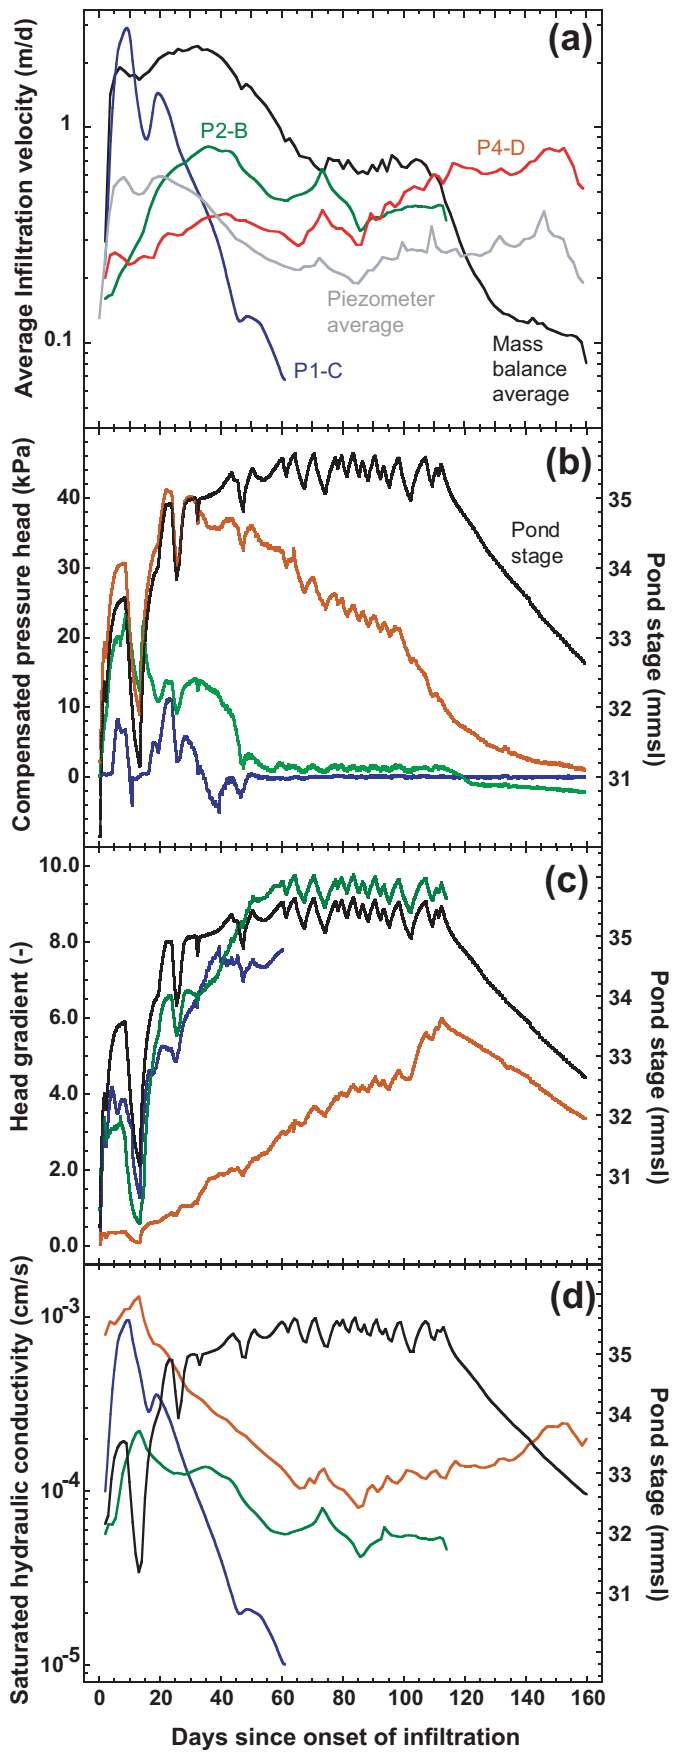 (a)
Average Infiltration velocity (m/d)
1
0.1
P2-B
P4-D
Piezometer
average
P1-C
Mass
balance
average
(b)
Compensated pressure head (kPa)
40
30
20
10
0
Pond
stage
35
34
33
32
31
Pond stage (mmsl)
(c)
Head gradient (-)
10.0
8.0
6.0
4.0
2.0
0.0
35
34
33
32
31
Pond stage (mmsl)
(d)
Saturated hydraulic conductivity (cm/s)
10-3
10-4
10-5
35
34
33
32
31
Pond stage (mmsl)
0 20 40 60 80 100 120 140 160
Days since onset of infiltration